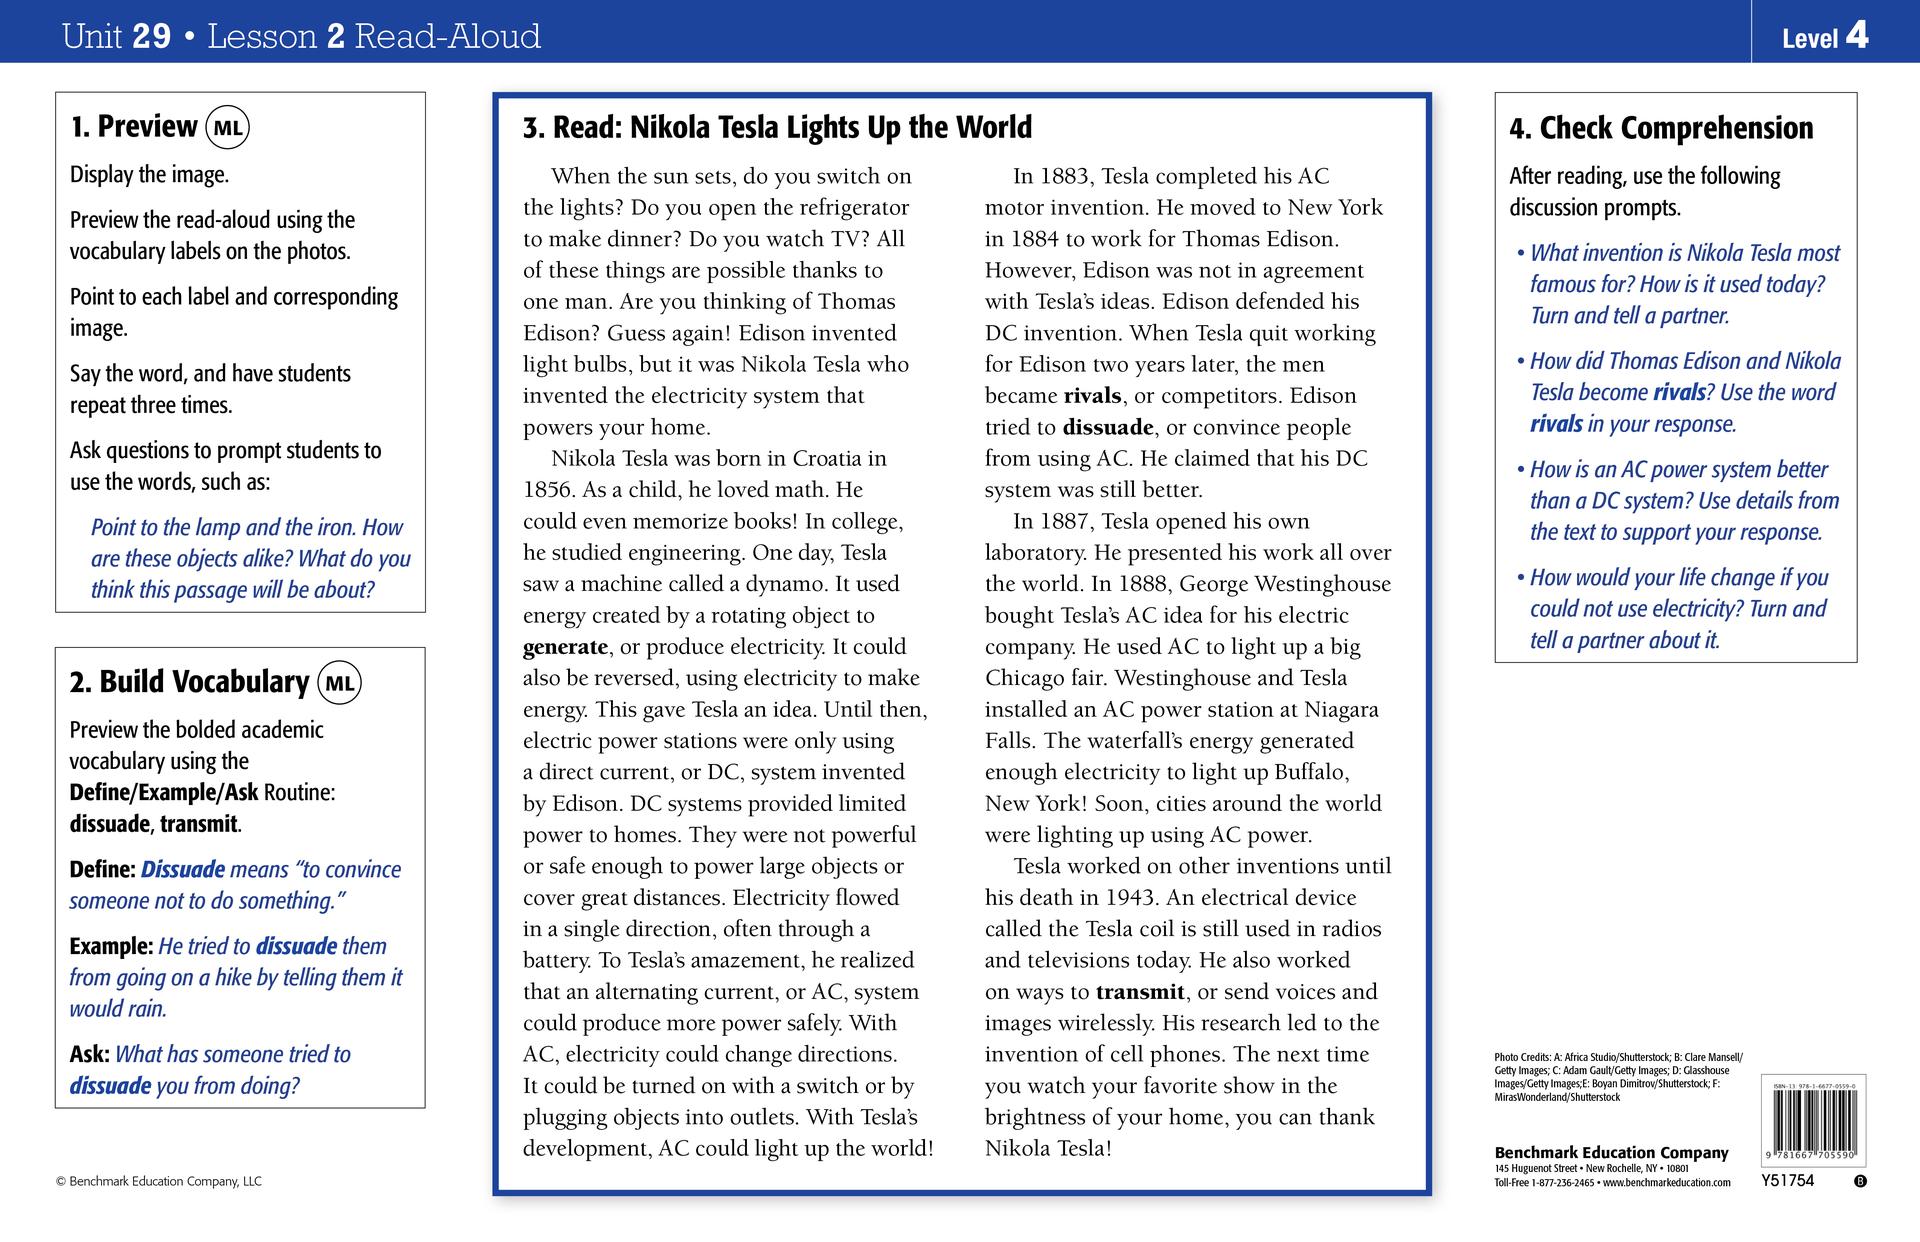 Unit 29 • Lesson 2 Read-Aloud
Level 4
1. Preview ML
Display the image.
Preview the read-aloud using the
vocabulary labels on the photos.
Point to each label and corresponding
image.
Say the word, and have students
repeat three times.
Ask questions to prompt students to
use the words, such as:
Point to the lamp and the iron. How
are these objects alike? What do you
think this passage will be about?
2. Build Vocabulary ML
Preview the bolded academic
vocabulary using the
Define/Example/Ask Routine:
dissuade, transmit.
Define: Dissuade means “to convince
someone not to do something.”
Example: He tried to dissuade them
from going on a hike by telling them it
would rain.
Ask: What has someone tried to
dissuade you from doing?
© Benchmark Education Company, LLC
3. Read: Nikola Tesla Lights Up the World
When the sun sets, do you switch on
the lights? Do you open the refrigerator
to make dinner? Do you watch TV? All
of these things are possible thanks to
one man. Are you thinking of Thomas
Edison? Guess again! Edison invented
light bulbs, but it was Nikola Tesla who
invented the electricity system that
powers your home.
Nikola Tesla was born in Croatia in
1856. As a child, he loved math. He
could even memorize books! In college,
he studied engineering. One day, Tesla
saw a machine called a dynamo. It used
energy created by a rotating object to
generate, or produce electricity. It could
also be reversed, using electricity to make
energy. This gave Tesla an idea. Until then,
electric power stations were only using
a direct current, or DC, system invented
by Edison. DC systems provided limited
power to homes. They were not powerful
or safe enough to power large objects or
cover great distances. Electricity flowed
in a single direction, often through a
battery. To Tesla’s amazement, he realized
that an alternating current, or AC, system
could produce more power safely. With
AC, electricity could change directions.
It could be turned on with a switch or by
plugging objects into outlets. With Tesla’s
development, AC could light up the world!
In 1883, Tesla completed his AC
motor invention. He moved to New York
in 1884 to work for Thomas Edison.
However, Edison was not in agreement
with Tesla’s ideas. Edison defended his
DC invention. When Tesla quit working
for Edison two years later, the men
became rivals, or competitors. Edison
tried to dissuade, or convince people
from using AC. He claimed that his DC
system was still better.
In 1887, Tesla opened his own
laboratory. He presented his work all over
the world. In 1888, George Westinghouse
bought Tesla’s AC idea for his electric
company. He used AC to light up a big
Chicago fair. Westinghouse and Tesla
installed an AC power station at Niagara
Falls. The waterfall’s energy generated
enough electricity to light up Buffalo,
New York! Soon, cities around the world
were lighting up using AC power.
Tesla worked on other inventions until
his death in 1943. An electrical device
called the Tesla coil is still used in radios
and televisions today. He also worked
on ways to transmit, or send voices and
images wirelessly. His research led to the
invention of cell phones. The next time
you watch your favorite show in the
brightness of your home, you can thank
Nikola Tesla!
4. Check Comprehension
After reading, use the following
discussion prompts.
• What invention is Nikola Tesla most
famous for? How is it used today?
Turn and tell a partner.
• How did Thomas Edison and Nikola
Tesla become rivals? Use the word
rivals in your response.
• How is an AC power system better
than a DC system? Use details from
the text to support your response.
• How would your life change if you
could not use electricity? Turn and
tell a partner about it.
Photo Credits: A: Africa Studio/Shutterstock; B: Clare Mansell/
Getty Images; C: Adam Gault/Getty Images; D: Glasshouse
Images/Getty Images;E: Boyan Dimitrov/Shutterstock; F:
MirasWonderland/Shutterstock
Benchmark Education Company
145 Huguenot Street • New Rochelle, NY • 10801
Toll-Free 1-877-236-2465 • www.benchmarkeducation.com
ISBN-13 978-1-6677-0559-0
9 781667 705590
Y51754
B